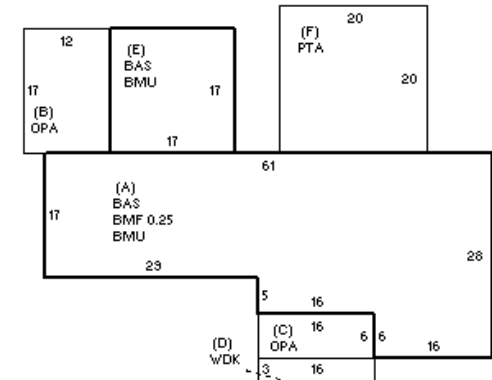 20
(F)
PTA
20
12
17
(B)
OPA
(E)
BAS
BMU
17
17
61
(A)
BAS
BMF 0.25
BMU
17
29
28
5
16
16
(C)
OPA
6
6
16
(D)
WDK
3
16